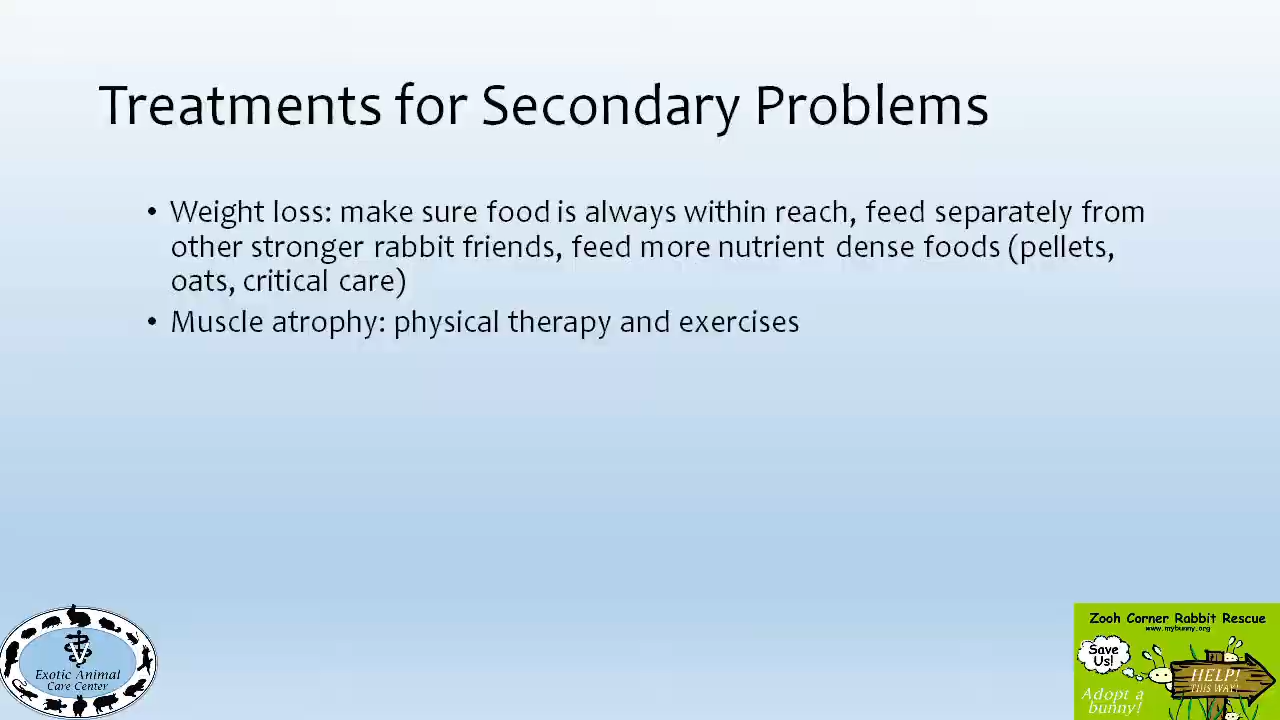 Treatments for Secondary Problems
• Weight loss: make sure food is always within reach, feed separately from
other stronger rabbit friends, feed more nutrient dense foods (pellets,
oats, critical care)
• Muscle atrophy: physical therapy and exercises
Exotic Animal
Care Center
Zooh Corner Rabbit Rescue
www.mybunny.org
Save
Us!
Adopt a
bunny!
HELP!
THIS WAY!